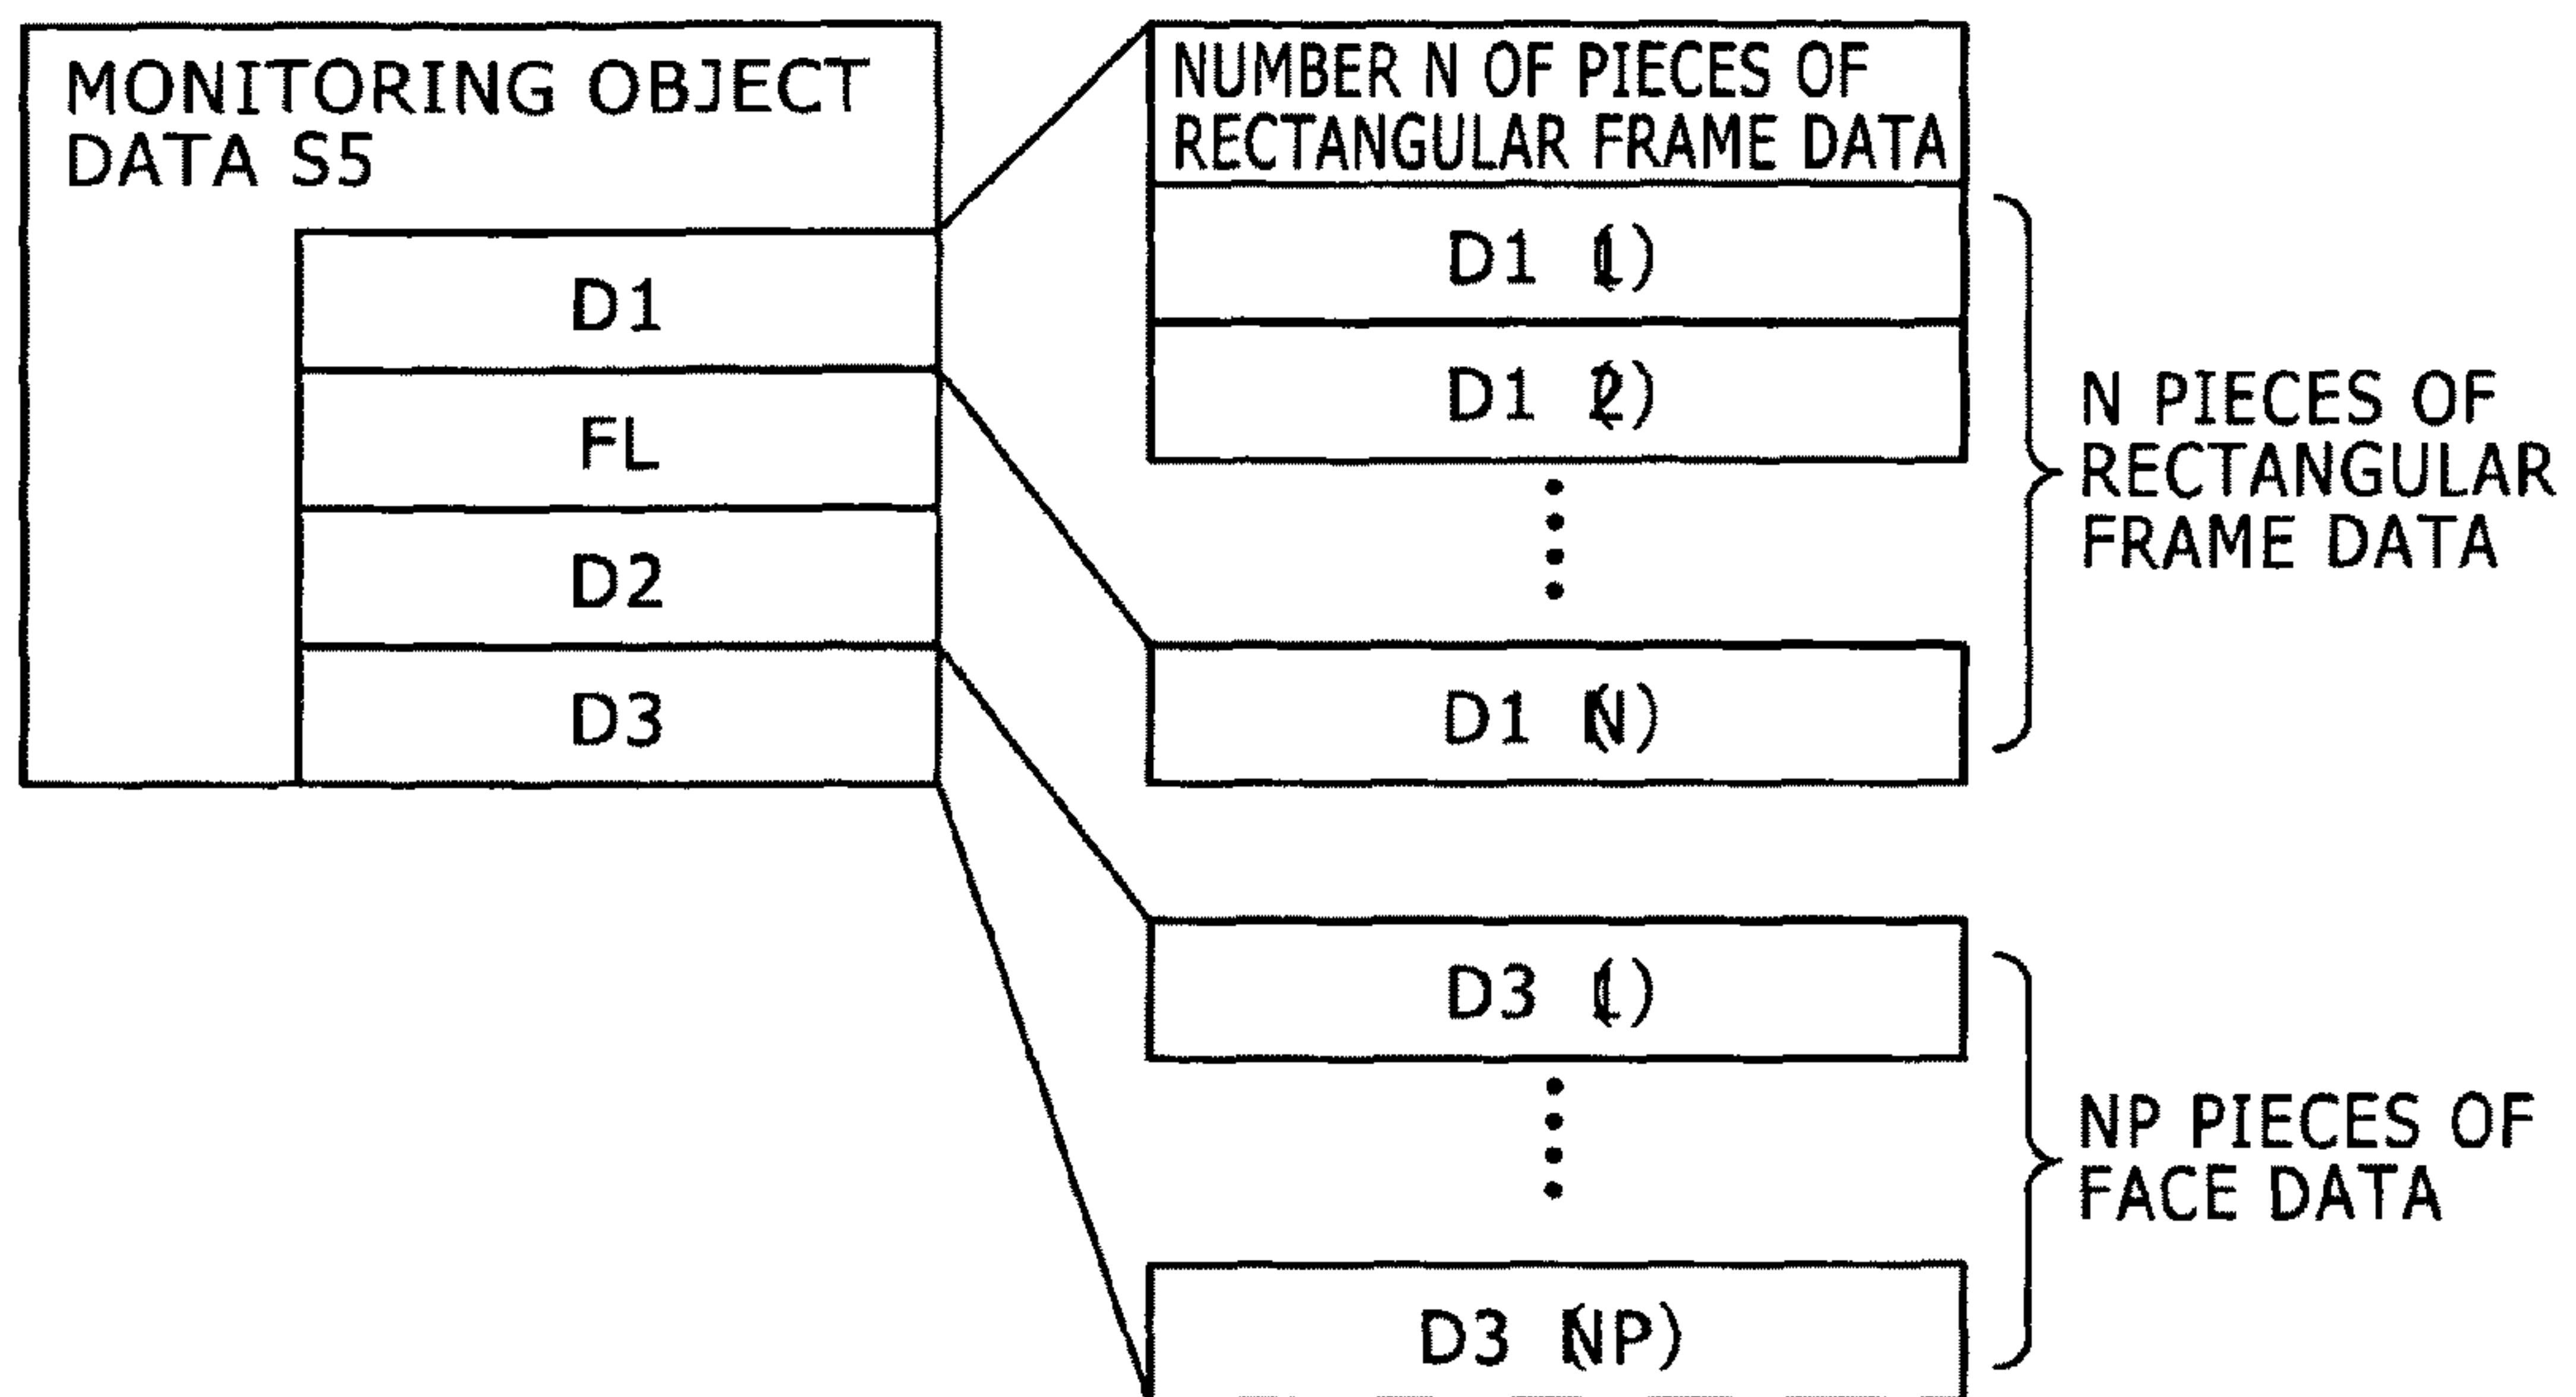 MONITORING OBJECT
DATA S5
D1
FL
D2
D3
NUMBER N OF PIECES OF
RECTANGULAR FRAME DATA
D1 (1)
D1 (2)
D1 (N)
N PIECES OF
RECTANGULAR
FRAME DATA
D3 (1)
D3 (NP)
NP PIECES OF
FACE DATA